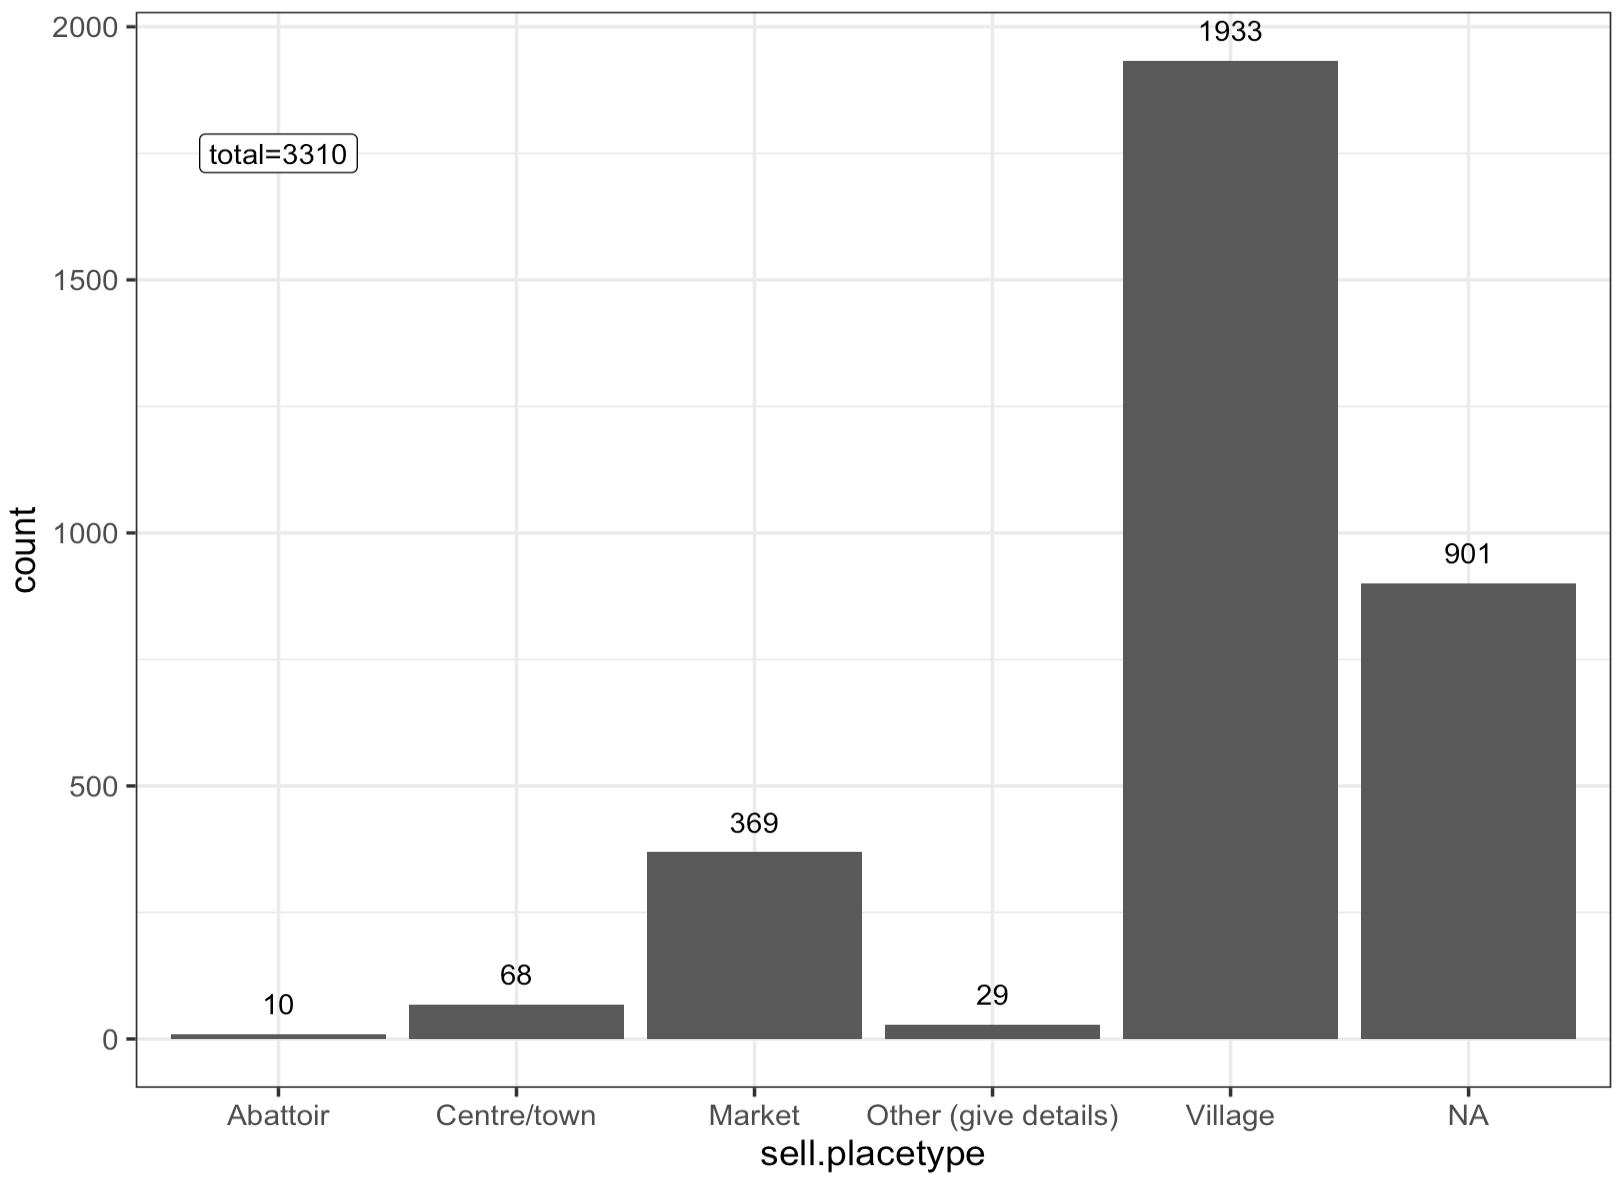 2000
1933
total=3310
1500
1000
901
count
500
369
68
29
10
0
Abattoir Centre/town Market Other (give details) Village NA
sell.placetype